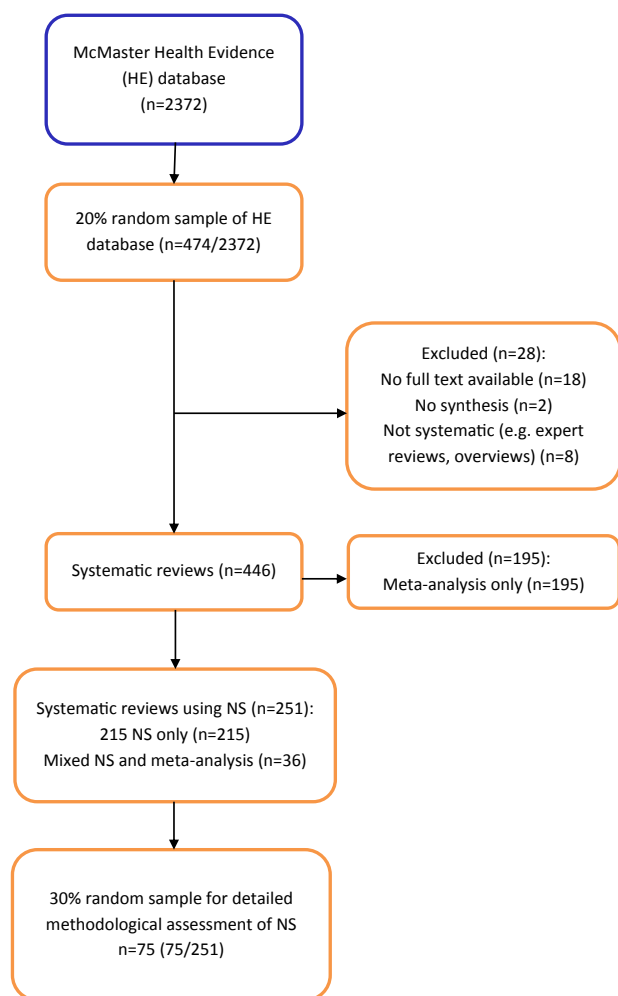 McMaster Health Evidence
(HE) database
(n=2372)
20% random sample of HE
database (n=474/2372)
Excluded (n=28):
No full text available (n=18)
No synthesis (n=2)
Not systematic (e.g. expert
reviews, overviews) (n=8)
Systematic reviews (n=446)
Excluded (n=195):
Meta-analysis only (n=195)
Systematic reviews using NS (n=251):
215 NS only (n=215)
Mixed NS and meta-analysis (n=36)
30% random sample for detailed
methodological assessment of NS
n=75 (75/251)